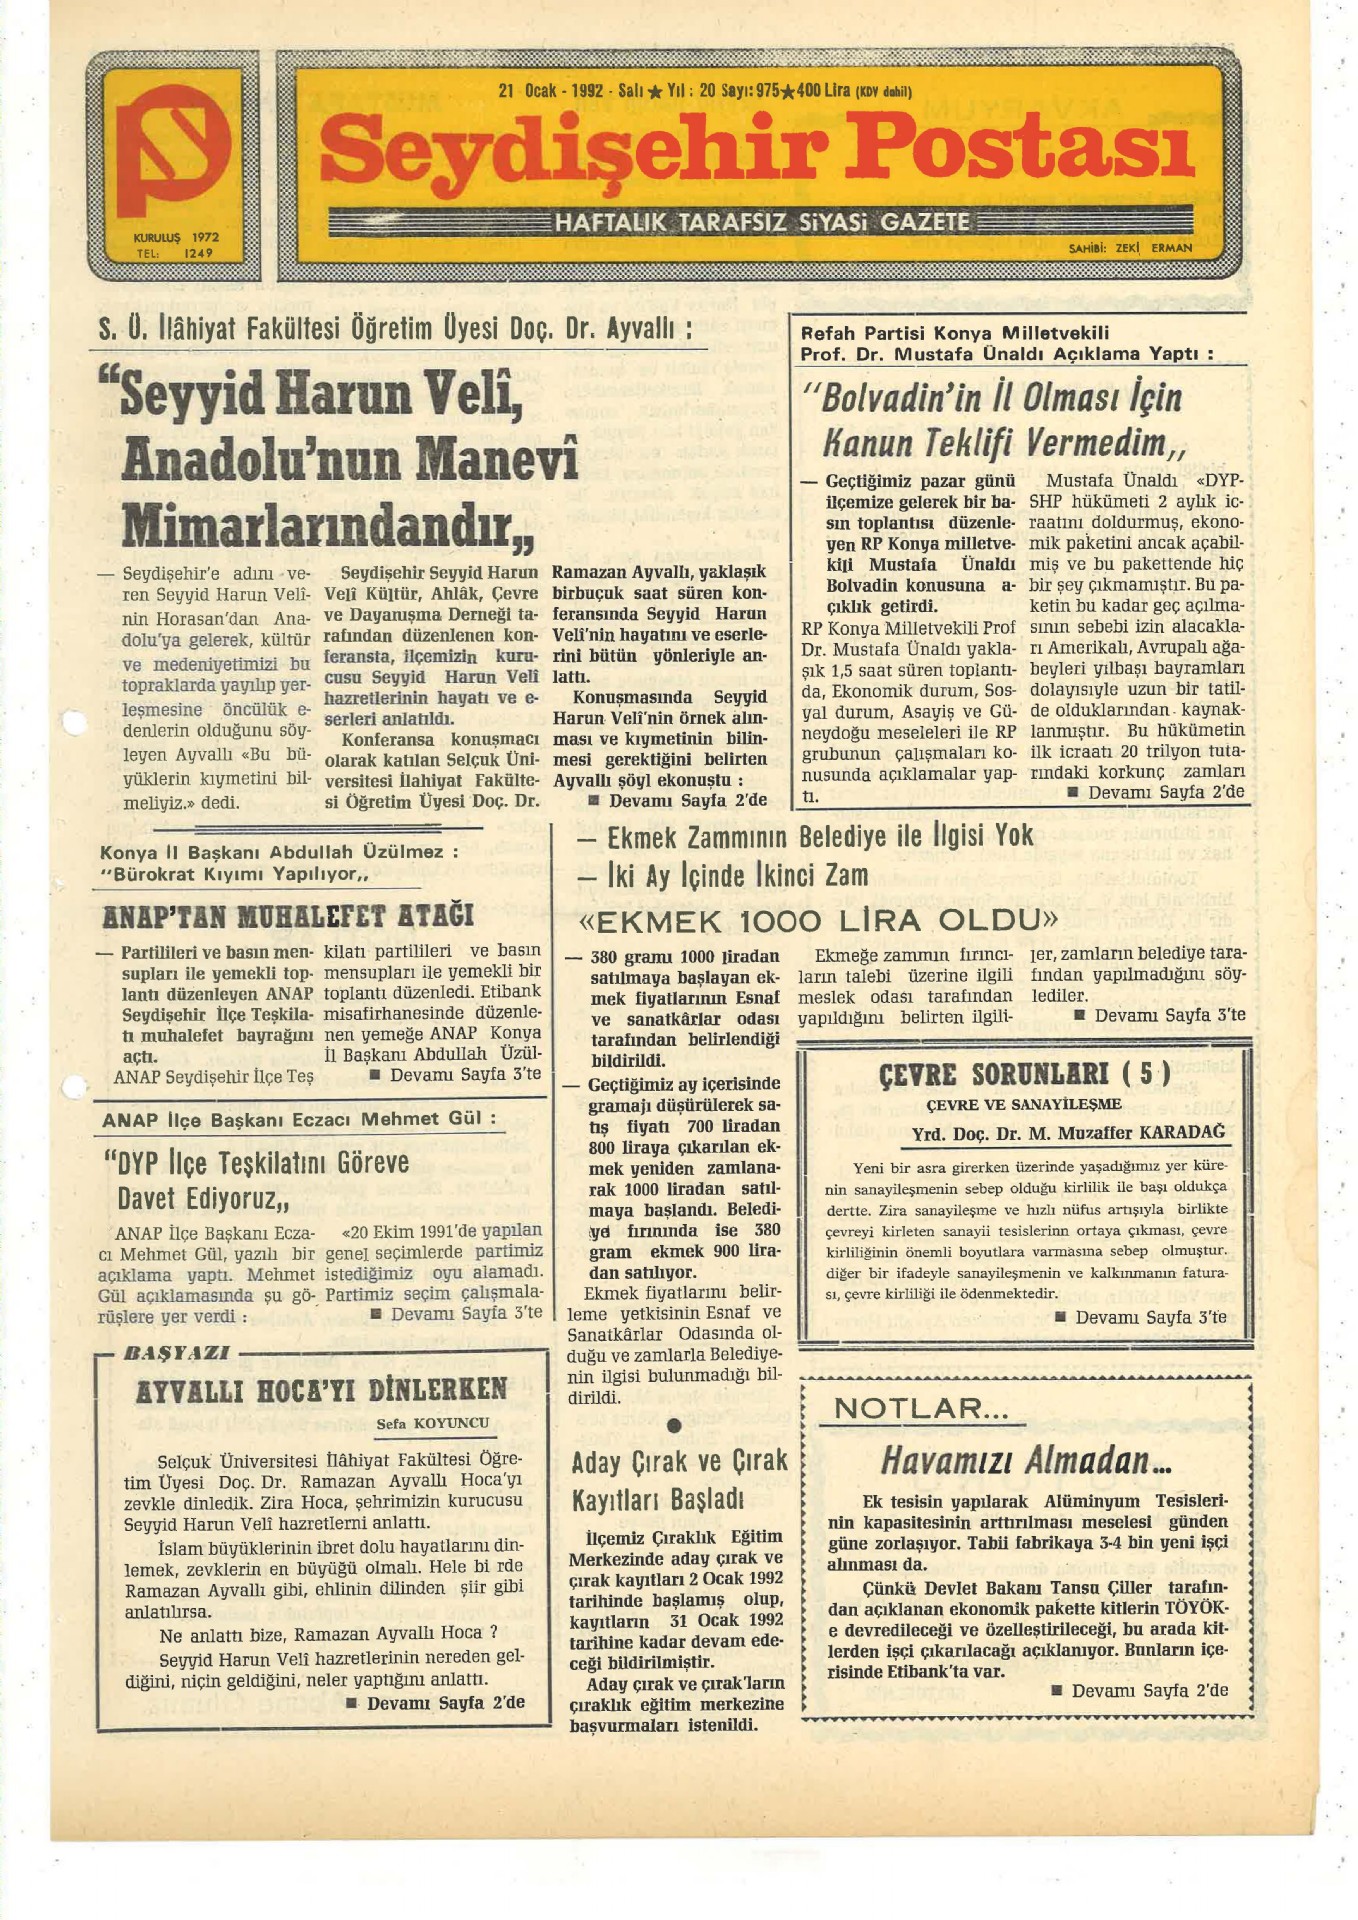 KURULUŞ 1972
TEL: 1249
21 Ocak - 1992 - Salı ★ Yıl : 20 Sayı: 975 ★ 400 Lira (KDV dahil)
Seydişehir Postası
HAFTALIK TARAFSIZ SİYASİ GAZETE
SAHİBİ: ZEKİ ERMAN
S. Ü. İlâhiyat Fakültesi Öğretim Üyesi Doç. Dr. Ayvallı :
“Seyyid Harun Velî,
Anadolu’nun Manevî
Mimarlarındandır,,
— Seydişehir’e adını ve-
ren Seyyid Harun Velî-
nin Horasan’dan Ana-
dolu’ya gelerek, kültür
ve medeniyetimizi bu
topraklarda yayılıp yer-
leşmesine öncülük e-
denlerin olduğunu söy-
leyen Ayvallı «Bu bü-
yüklerin kıymetini bil-
meliyiz.» dedi.
Seydişehir Seyyid Harun
Velî Kültür, Ahlâk, Çevre
ve Dayanışma Derneği ta-
rafından düzenlenen kon-
feransta, ilçemizin kuru-
cusu Seyyid Harun Velî
hazretlerinin hayatı ve e-
serleri anlatıldı.
Konferansa konuşmacı
olarak katılan Selçuk Üni-
versitesi İlahiyat Fakülte-
si Öğretim Üyesi Doç. Dr.
Ramazan Ayvallı, yaklaşık
birbuçuk saat süren kon-
feransında Seyyid Harun
Velî’nin hayatını ve eserle-
rini bütün yönleriyle an-
lattı.
Konuşmasında Seyyid
Harun Velî’nin örnek alın-
ması ve kıymetinin bilin-
mesi gerektiğini belirten
Ayvallı şöyl ekonuştu :
■ Devamı Sayfa 2’de
Refah Partisi Konya Milletvekili
Prof. Dr. Mustafa Ünaldı Açıklama Yaptı :
“Bolvadin’in İl Olması İçin
Kanun Teklifi Vermedim,,
— Geçtiğimiz pazar günü
ilçemize gelerek bir ba-
sın toplantısı düzenle-
yen RP Konya milletve-
kili Mustafa Ünaldı
Bolvadin konusuna a-
çıklık getirdi.
RP Konya Milletvekili Prof
Dr. Mustafa Ünaldı yakla-
şık 1,5 saat süren toplantı-
da, Ekonomik durum, Sos-
yal durum, Asayiş ve Gü-
neydoğu meseleleri ile RP
grubunun çalışmaları ko-
nusunda açıklamalar yap-
tı.
Mustafa Ünaldı «DYP-
SHP hükümeti 2 aylık ic-
raatını doldurmuş, ekono-
mik paketini ancak açabil-
miş ve bu pakettende hiç
bir şey çıkmamıştır. Bu pa-
ketin bu kadar geç açılma-
sının sebebi izin alacakla-
rı Amerikalı, Avrupalı ağa-
beyleri yılbaşı bayramları
dolayısiyle uzun bir tatil-
de olduklarından kaynak-
lanmıştır. Bu hükümetin
ilk icraatı 20 trilyon tuta-
rındaki korkunç zamları
■ Devamı Sayfa 2’de
Konya İl Başkanı Abdullah Üzülmez :
“Bürokrat Kıyımı Yapılıyor,,
ANAP’TAN MUHALEFET ATAĞI
— Partilileri ve basın men-
supları ile yemekli top-
lantı düzenleyen ANAP
Seydişehir İlçe Teşkila-
tı muhalefet bayrağını
açtı.
ANAP Seydişehir İlçe Teş
kilatı partilileri ve basın
mensupları ile yemekli bir
toplantı düzenledi. Etibank
misafirhanesinde düzenle-
nen yemeğe ANAP Konya
İl Başkanı Abdullah Üzül-
■ Devamı Sayfa 3’te
ANAP İlçe Başkanı Eczacı Mehmet Gül :
“DYP İlçe Teşkilatını Göreve
Davet Ediyoruz,,
ANAP İlçe Başkanı Ecza-
cı Mehmet Gül, yazılı bir
açıklama yaptı. Mehmet
Gül açıklamasında şu gö-
rüşlere yer verdi :
«20 Ekim 1991’de yapılan
genel seçimlerde partimiz
istediğimiz oyu alamadı.
Partimiz seçim çalışmala-
■ Devamı Sayfa 3’te
— Ekmek Zammının Belediye ile İlgisi Yok
— İki Ay İçinde İkinci Zam
«EKMEK 1000 LİRA OLDU»
— 380 gramı 1000 liradan
satılmaya başlayan ek-
mek fiyatlarının Esnaf
ve sanatkârlar odası
tarafından belirlendiği
bildirildi.
— Geçtiğimiz ay içerisinde
gramajı düşürülerek sa-
tış fiyatı 700 liradan
800 liraya çıkarılan ek-
mek yeniden zamlana-
rak 1000 liradan satıl-
maya başlandı. Beledi-
ye fırınında ise 380
gram ekmek 900 lira-
dan satılıyor.
Ekmek fiyatlarını belir-
leme yetkisinin Esnaf ve
Sanatkârlar Odasında ol-
duğu ve zamlarla Belediye-
nin ilgisi bulunmadığı bil-
dirildi.
Ekmeğe zammın fırıncı-
ların talebi üzerine ilgili
meslek odası tarafından
yapıldığını belirten ilgili-
ler, zamların belediye tara-
fından yapılmadığını söy-
lediler.
■ Devamı Sayfa 3’te
ÇEVRE SORUNLARI ( 5 )
ÇEVRE VE SANAYİLEŞME
Yrd. Doç. Dr. M. Muzaffer KARADAĞ
Yeni bir asra girerken üzerinde yaşadığımız yer küre-
nin sanayileşmenin sebep olduğu kirlilik ile başı oldukça
dertte. Zira sanayileşme ve hızlı nüfus artışıyla birlikte
çevreyi kirleten sanayii tesislerinn ortaya çıkması, çevre
kirliliğinin önemli boyutlara varmasına sebep olmuştur.
diğer bir ifadeyle sanayileşmenin ve kalkınmanın fatura-
sı, çevre kirliliği ile ödenmektedir.
■ Devamı Sayfa 3’te
BAŞYAZI
AYVALLI HOCA’YI DİNLERKEN
Sefa KOYUNCU
Selçuk Üniversitesi İlâhiyat Fakültesi Öğre-
tim Üyesi Doç. Dr. Ramazan Ayvallı Hoca’yı
zevkle dinledik. Zira Hoca, şehrimizin kurucusu
Seyyid Harun Velî hazretlerni anlattı.
İslam büyüklerinin ibret dolu hayatlarını din-
lemek, zevklerin en büyüğü olmalı. Hele bi rde
Ramazan Ayvallı gibi, ehlinin dilinden şiir gibi
anlatılırsa.
Ne anlattı bize, Ramazan Ayvallı Hoca ?
Seyyid Harun Velî hazretlerinin nereden gel-
diğini, niçin geldiğini, neler yaptığını anlattı.
■ Devamı Sayfa 2’de
Aday Çırak ve Çırak
Kayıtları Başladı
İlçemiz Çıraklık Eğitim
Merkezinde aday çırak ve
çırak kayıtları 2 Ocak 1992
tarihinde başlamış olup,
kayıtların 31 Ocak 1992
tarihine kadar devam ede-
ceği bildirilmiştir.
Aday çırak ve çırak’ların
çıraklık eğitim merkezine
başvurmaları istenildi.
NOTLAR...
Havamızı Almadan...
Ek tesisin yapılarak Alüminyum Tesisleri-
nin kapasitesinin arttırılması meselesi günden
güne zorlaşıyor. Tabii fabrikaya 3-4 bin yeni işçi
alınması da.
Çünkü Devlet Bakanı Tansu Çiller tarafın-
dan açıklanan ekonomik pakette kitlerin TÖYÖK-
e devredileceği ve özelleştirileceği, bu arada kit-
lerden işçi çıkarılacağı açıklanıyor. Bunların içe-
risinde Etibank’ta var.
■ Devamı Sayfa 2’de